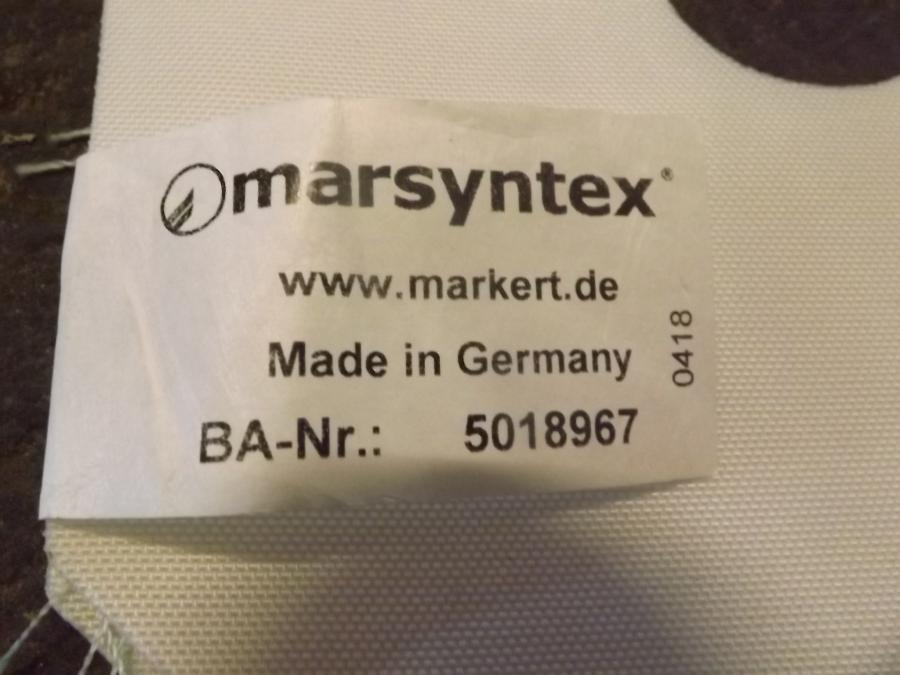 marsyntex®
www.markert.de
Made in Germany
0418
BA-Nr.: 5018967